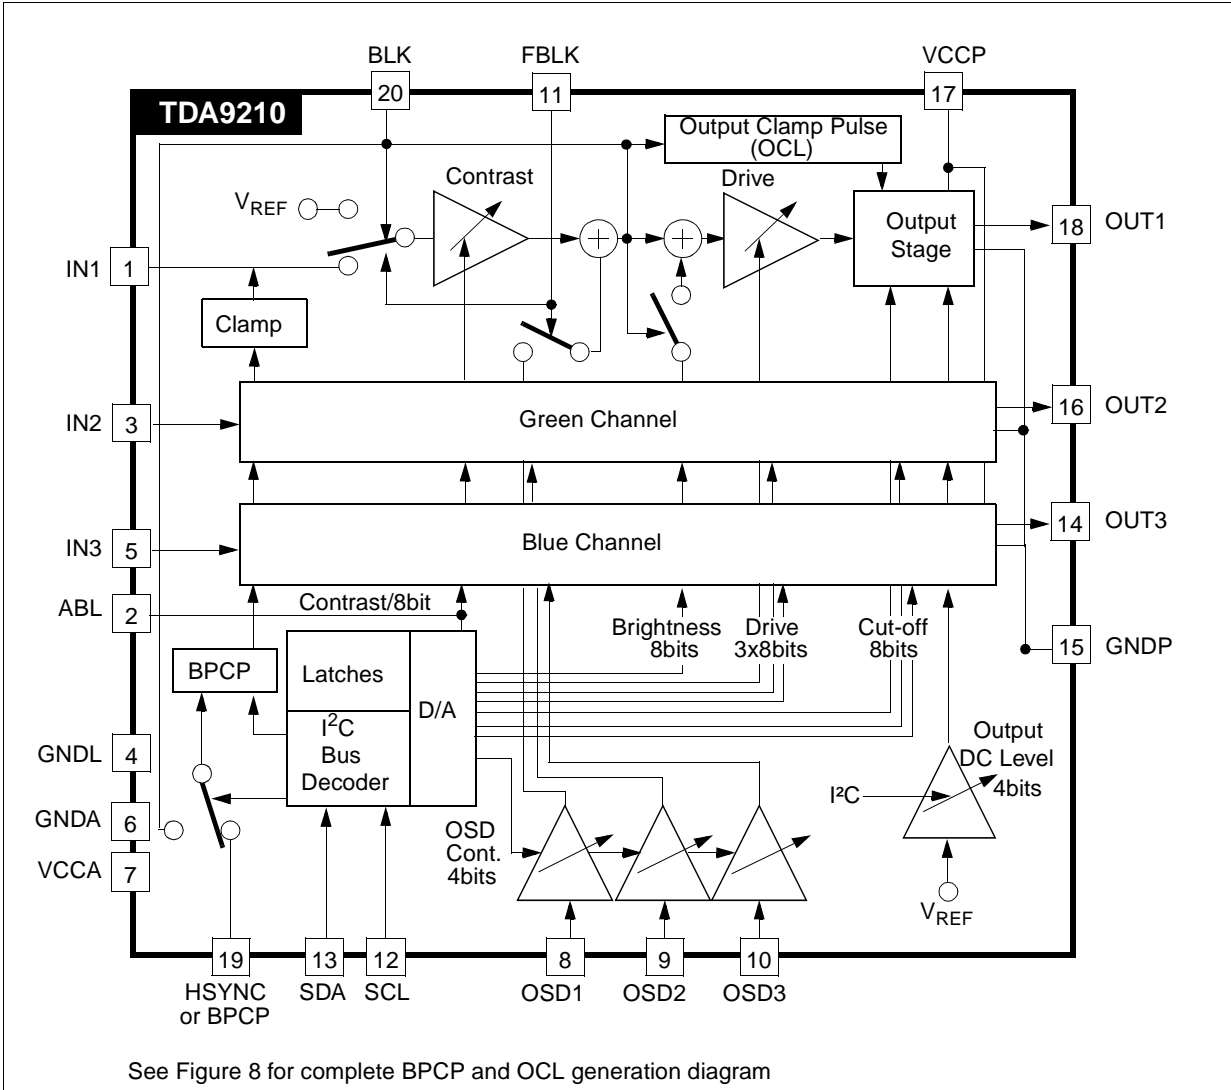 BLK
FBLK
VCCP
20
11
17
TDA9210
Output Clamp Pulse
(OCL)
Contrast
Drive
VREF
Output
Stage
18
OUT1
IN1
1
Clamp
IN2
3
Green Channel
16
OUT2
IN3
5
Blue Channel
14
OUT3
ABL
2
Contrast/8bit
Brightness
8bits
Drive
3x8bits
Cut-off
8bits
15
GNDP
BPCP
Latches
D/A
I2C
Bus
Decoder
GNDL
4
GNDA
6
VCCA
7
Output
DC Level
4bits
I²C
OSD
Cont.
4bits
VREF
19
13
12
8
9
10
HSYNC
or BPCP
SDA
SCL
OSD1
OSD2
OSD3
See Figure 8 for complete BPCP and OCL generation diagram